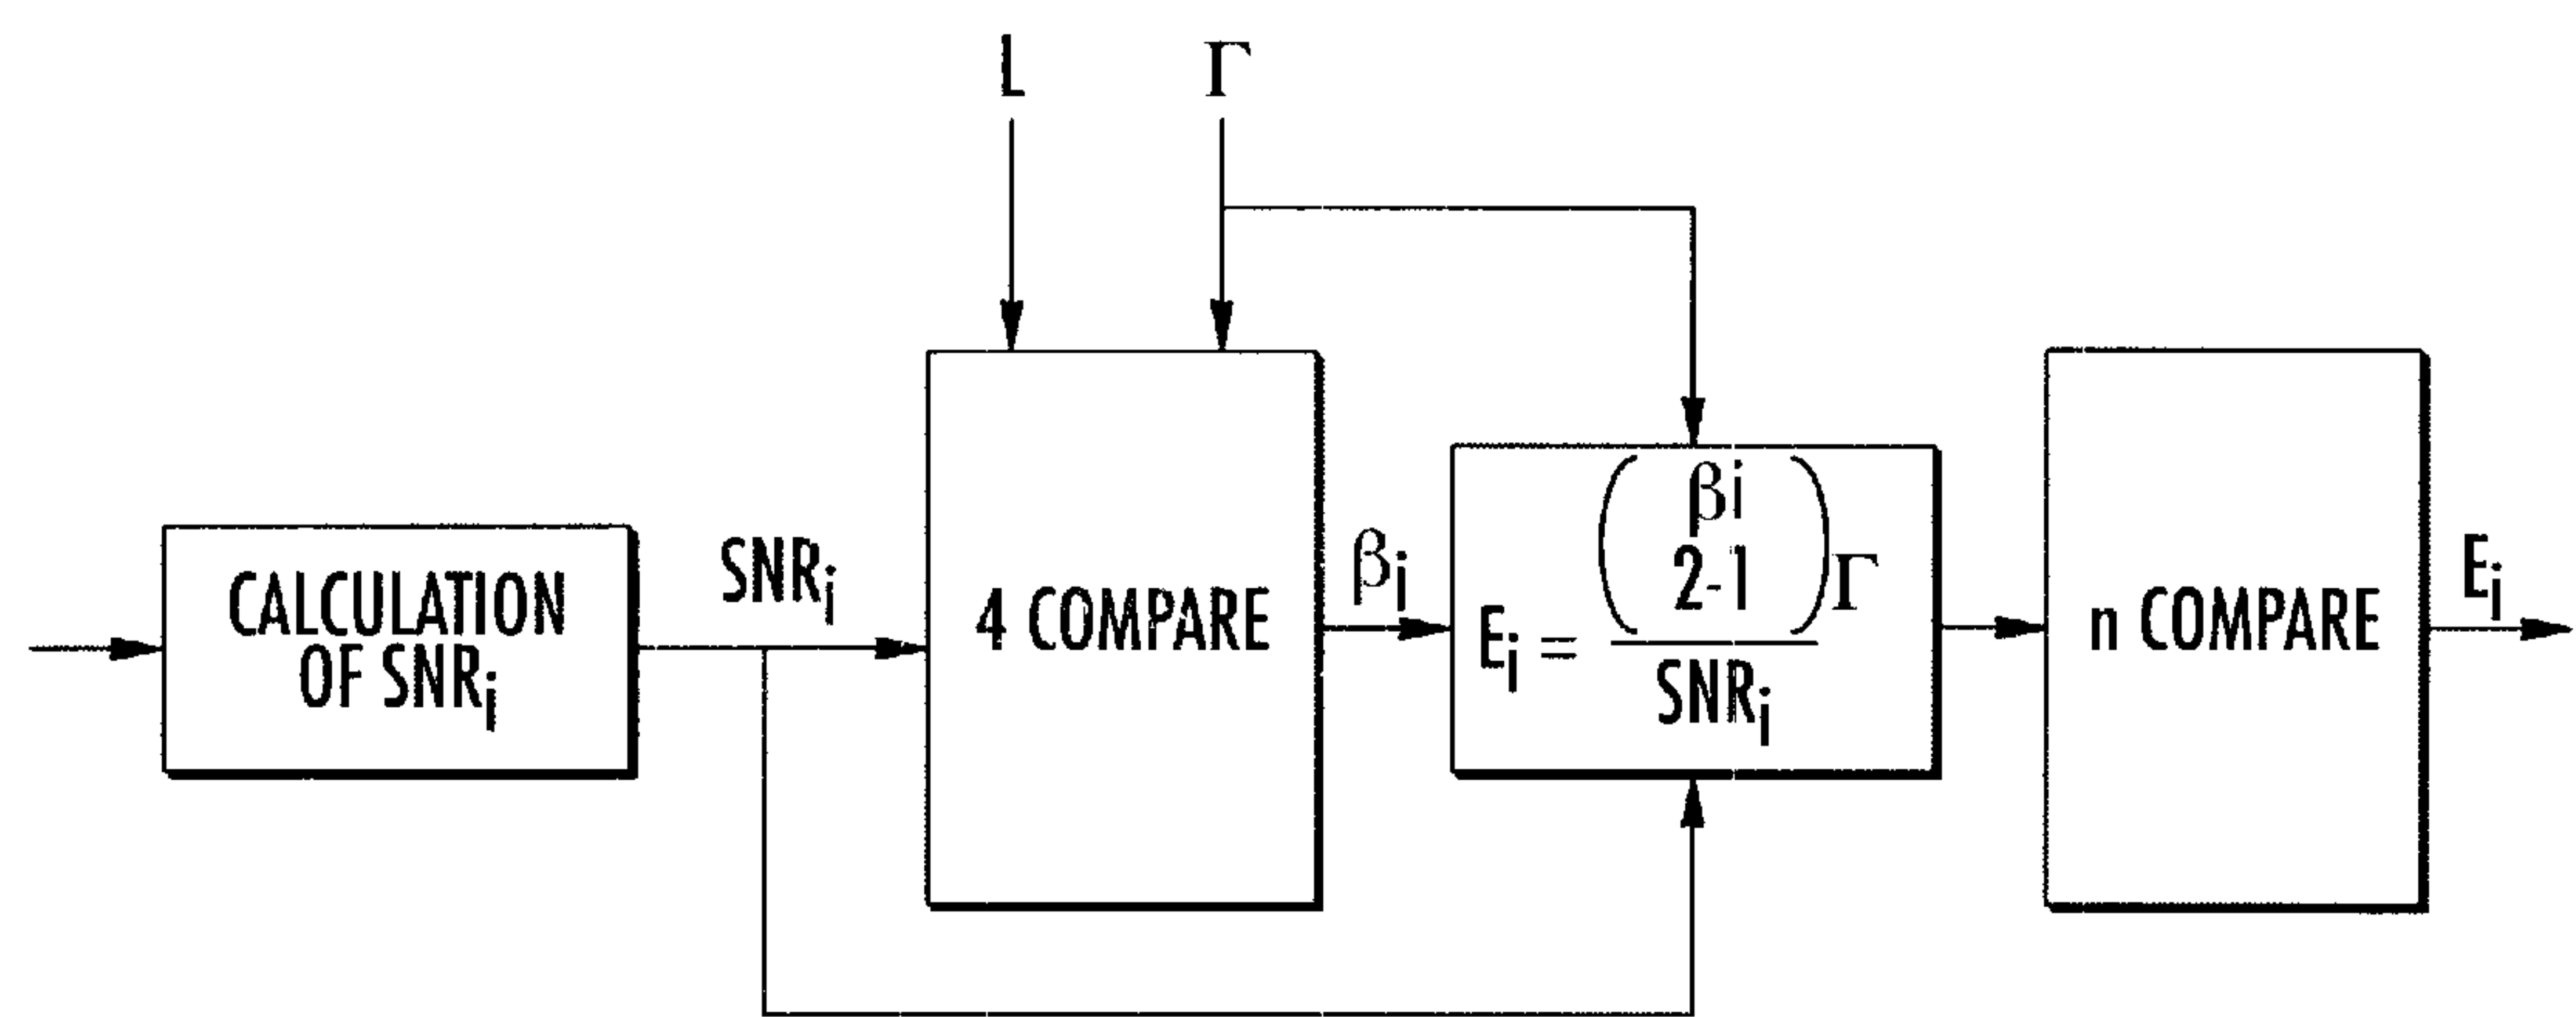 L
Γ
CALCULATION
OF SNRi
SNRi
4 COMPARE
βi
Ei = (βi 2-1)Γ
SNRi
n COMPARE
Ei